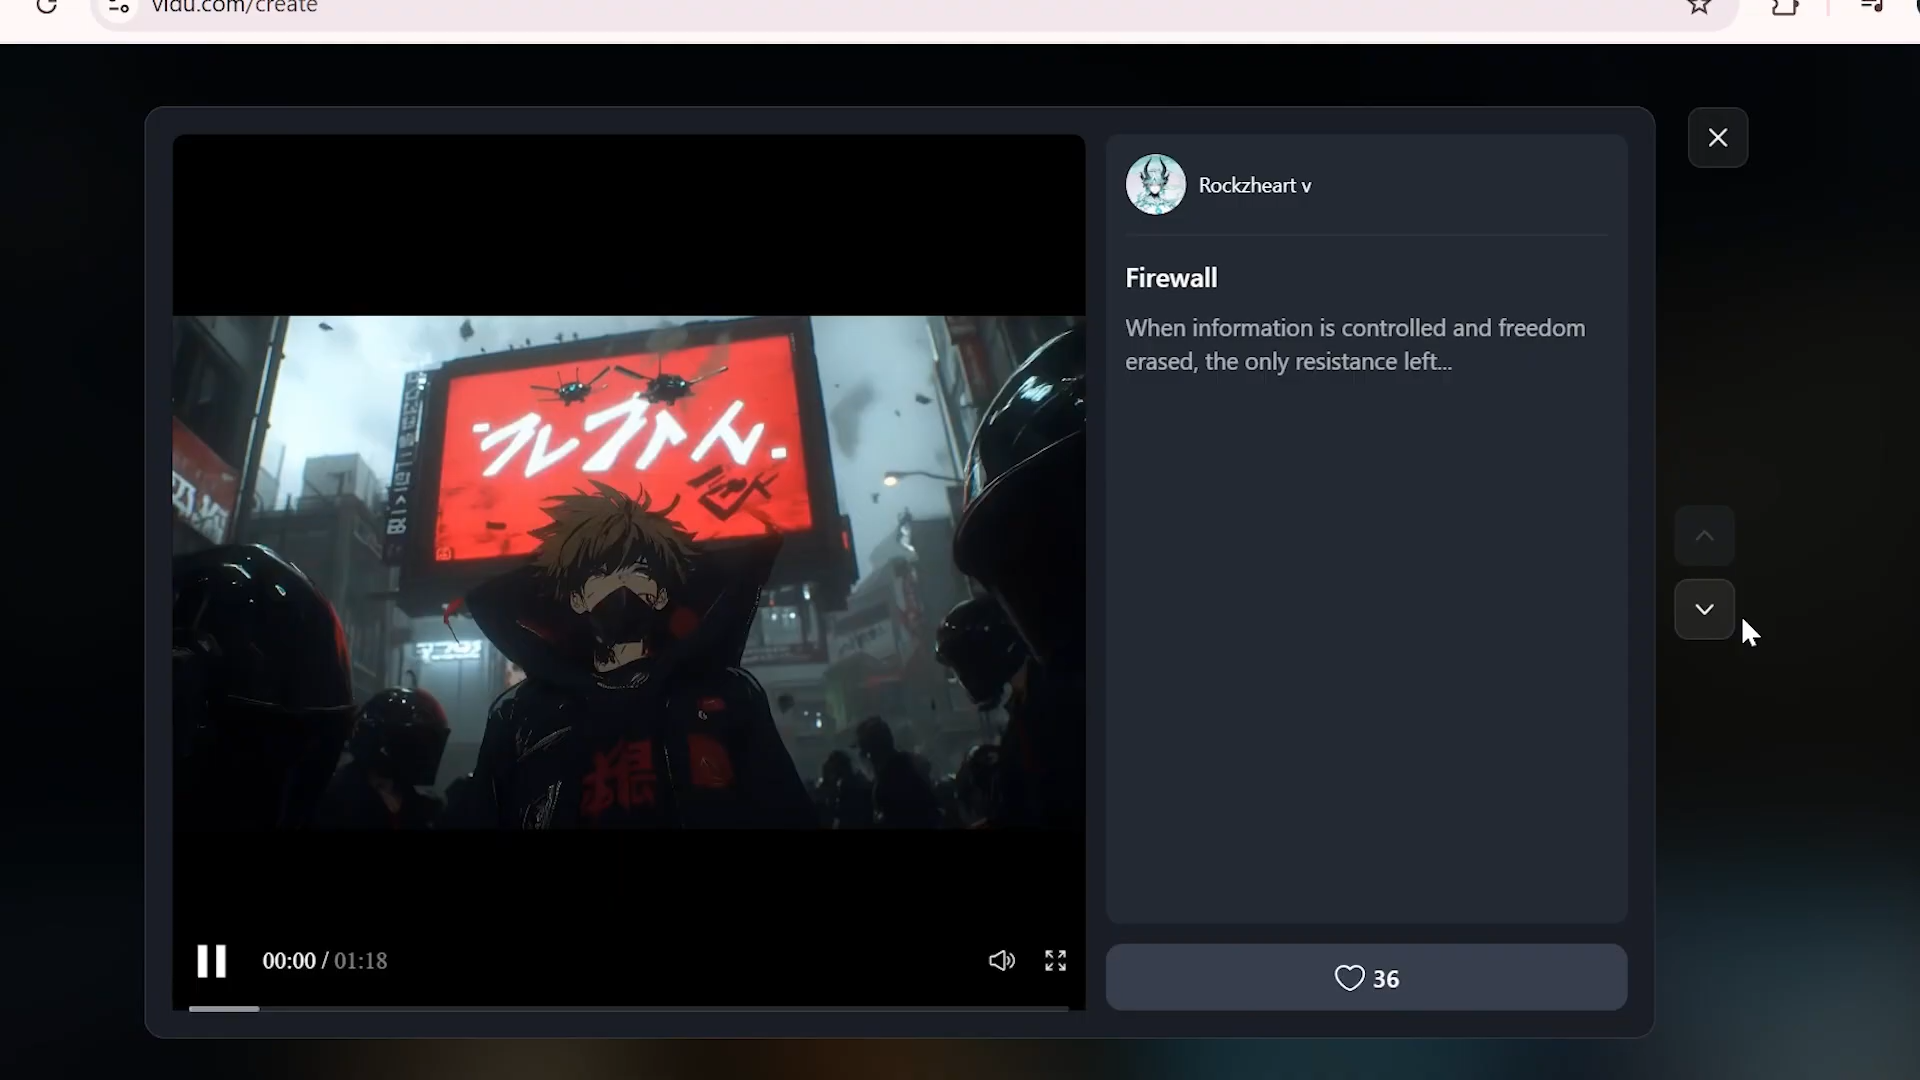 vidu.com/create
Rockzheart v
Firewall
When information is controlled and freedom
erased, the only resistance left...
00:00 / 01:18
36